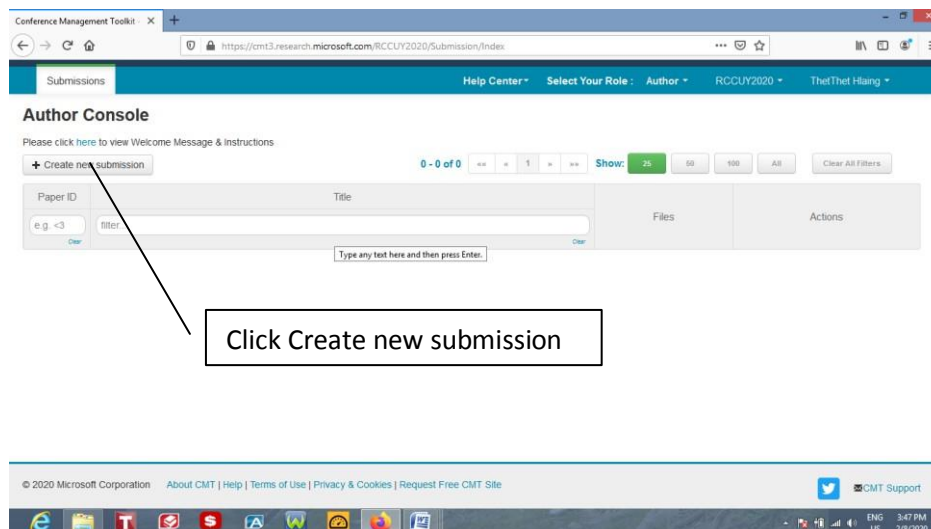 Conference Management Toolkit - X +
https://cmt3.research.microsoft.com/RCCUY2020/Submission/Index
Submissions Help Center Select Your Role : Author RCCUY2020 ThetThet Hlaing
Author Console
Please click here to view Welcome Message & Instructions
+ Create new submission 0 - 0 of 0 «« « 1 » »» Show: 25 50 100 All Clear All Filters
Paper ID Title Files Actions
e.g. <3 filter...
Clear Clear
Type any text here and then press Enter.
Click Create new submission
© 2020 Microsoft Corporation About CMT | Help | Terms of Use | Privacy & Cookies | Request Free CMT Site CMT Support
ENG 3:47 PM
US